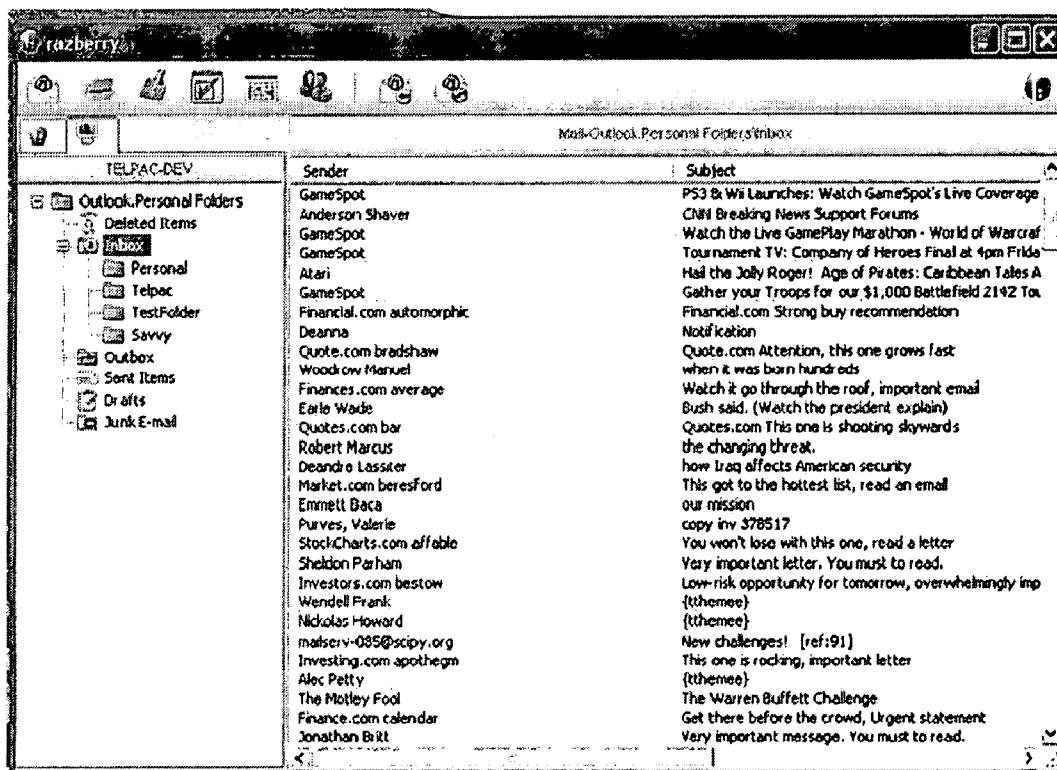 razberry
Mail-Outlook.Personal Folders\Inbox
TELPAC-DEV
Outlook.Personal Folders
Deleted Items
Inbox
Personal
Telpac
TestFolder
Savvy
Outbox
Sent Items
Drafts
Junk E-mail
Sender Subject
GameSpot PS3 & Wii Launches: Watch GameSpot's Live Coverage
Anderson Shaver CNN Breaking News Support Forums
GameSpot Watch the Live GamePlay Marathon - World of Warcraf
GameSpot Tournament TV: Company of Heroes Final at 4pm Frida
Atari Hail the Jolly Roger! Age of Pirates: Caribbean Tales A
GameSpot Gather your Troops for our $1,000 Battlefield 2142 Tou
Financial.com automorphic Financial.com Strong buy recommendation
Deanna Notification
Quote.com bradshaw Quote.com Attention, this one grows fast
Woodrow Manuel when it was born hundreds
Finances.com average Watch it go through the roof, important email
Earle Wade Bush said. (Watch the president explain)
Quotes.com bar Quotes.com This one is shooting skywards
Robert Marcus the changing threat.
Deandre Lassiter how Iraq affects American security
Market.com beresford This got to the hottest list, read an email
Emmett Baca our mission
Purves, Valerie copy inv 378517
StockCharts.com affable You won't lose with this one, read a letter
Sheldon Parham Very important letter. You must to read.
Investors.com bestow Low-risk opportunity for tomorrow, overwhelmingly imp
Wendell Frank {tthemee}
Nickolas Howard {tthemee}
mailserv-085@scipy.org New challenges! [ref:91]
Investing.com apothegm This one is rocking, important letter
Alec Petty {tthemee}
The Motley Fool The Warren Buffett Challenge
Finance.com calendar Get there before the crowd, Urgent statement
Jonathan Britt Very important message. You must to read.